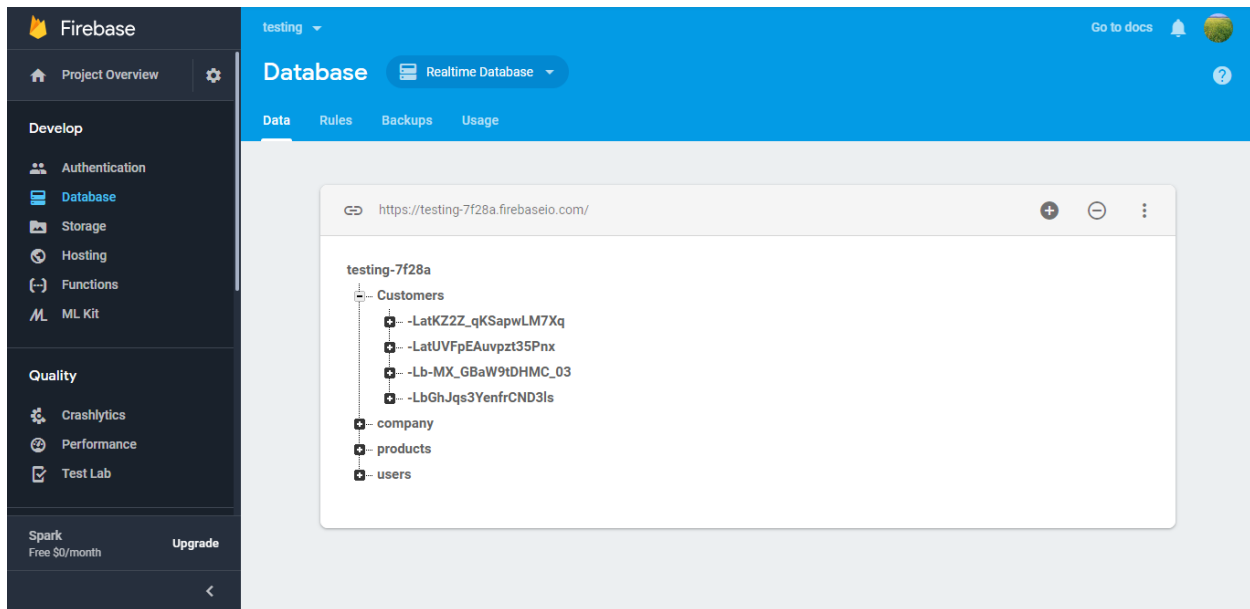 Firebase
Project Overview
Develop
Authentication
Database
Storage
Hosting
Functions
ML Kit
Quality
Crashlytics
Performance
Test Lab
Spark
Free $0/month
Upgrade
testing
Go to docs
Database
Realtime Database
Data Rules Backups Usage
https://testing-7f28a.firebaseio.com/
testing-7f28a
Customers
-LatKZ2Z_qKSapwLM7Xq
-LatUVFpEAuvpzt35Pnx
-Lb-MX_GBaW9tDHMC_03
-LbGhJqs3YenfrCND3ls
company
products
users